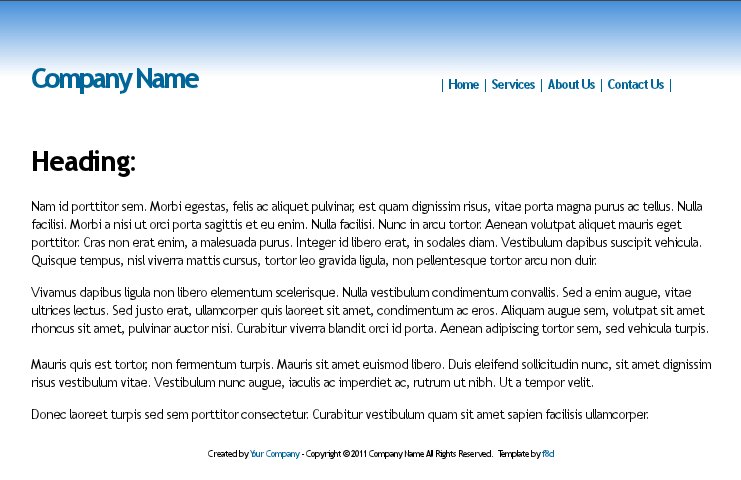 Company Name
| Home | Services | About Us | Contact Us |
Heading:
Nam id porttitor sem. Morbi egestas, felis ac aliquet pulvinar, est quam dignissim risus, vitae porta magna purus ac tellus. Nulla
facilisi. Morbi a nisi ut orci porta sagittis et eu enim. Nulla facilisi. Nunc in arcu tortor. Aenean volutpat aliquet mauris eget
porttitor. Cras non erat enim, a malesuada purus. Integer id libero erat, in sodales diam. Vestibulum dapibus suscipit vehicula.
Quisque tempus, nisl viverra mattis cursus, tortor leo gravida ligula, non pellentesque tortor arcu non duir.
Vivamus dapibus ligula non libero elementum scelerisque. Nulla vestibulum condimentum convallis. Sed a enim augue, vitae
ultrices lectus. Sed justo erat, ullamcorper quis laoreet sit amet, condimentum ac eros. Aliquam augue sem, volutpat sit amet
rhoncus sit amet, pulvinar auctor nisi. Curabitur viverra blandit orci id porta. Aenean adipiscing tortor sem, sed vehicula turpis.
Mauris quis est tortor, non fermentum turpis. Mauris sit amet euismod libero. Duis eleifend sollicitudin nunc, sit amet dignissim
risus vestibulum vitae. Vestibulum nunc augue, iaculis ac imperdiet ac, rutrum ut nibh. Ut a tempor velit.
Donec laoreet turpis sed sem porttitor consectetur. Curabitur vestibulum quam sit amet sapien facilisis ullamcorper.
Created by Your Company - Copyright © 2011 Company Name All Rights Reserved. Template by f8d